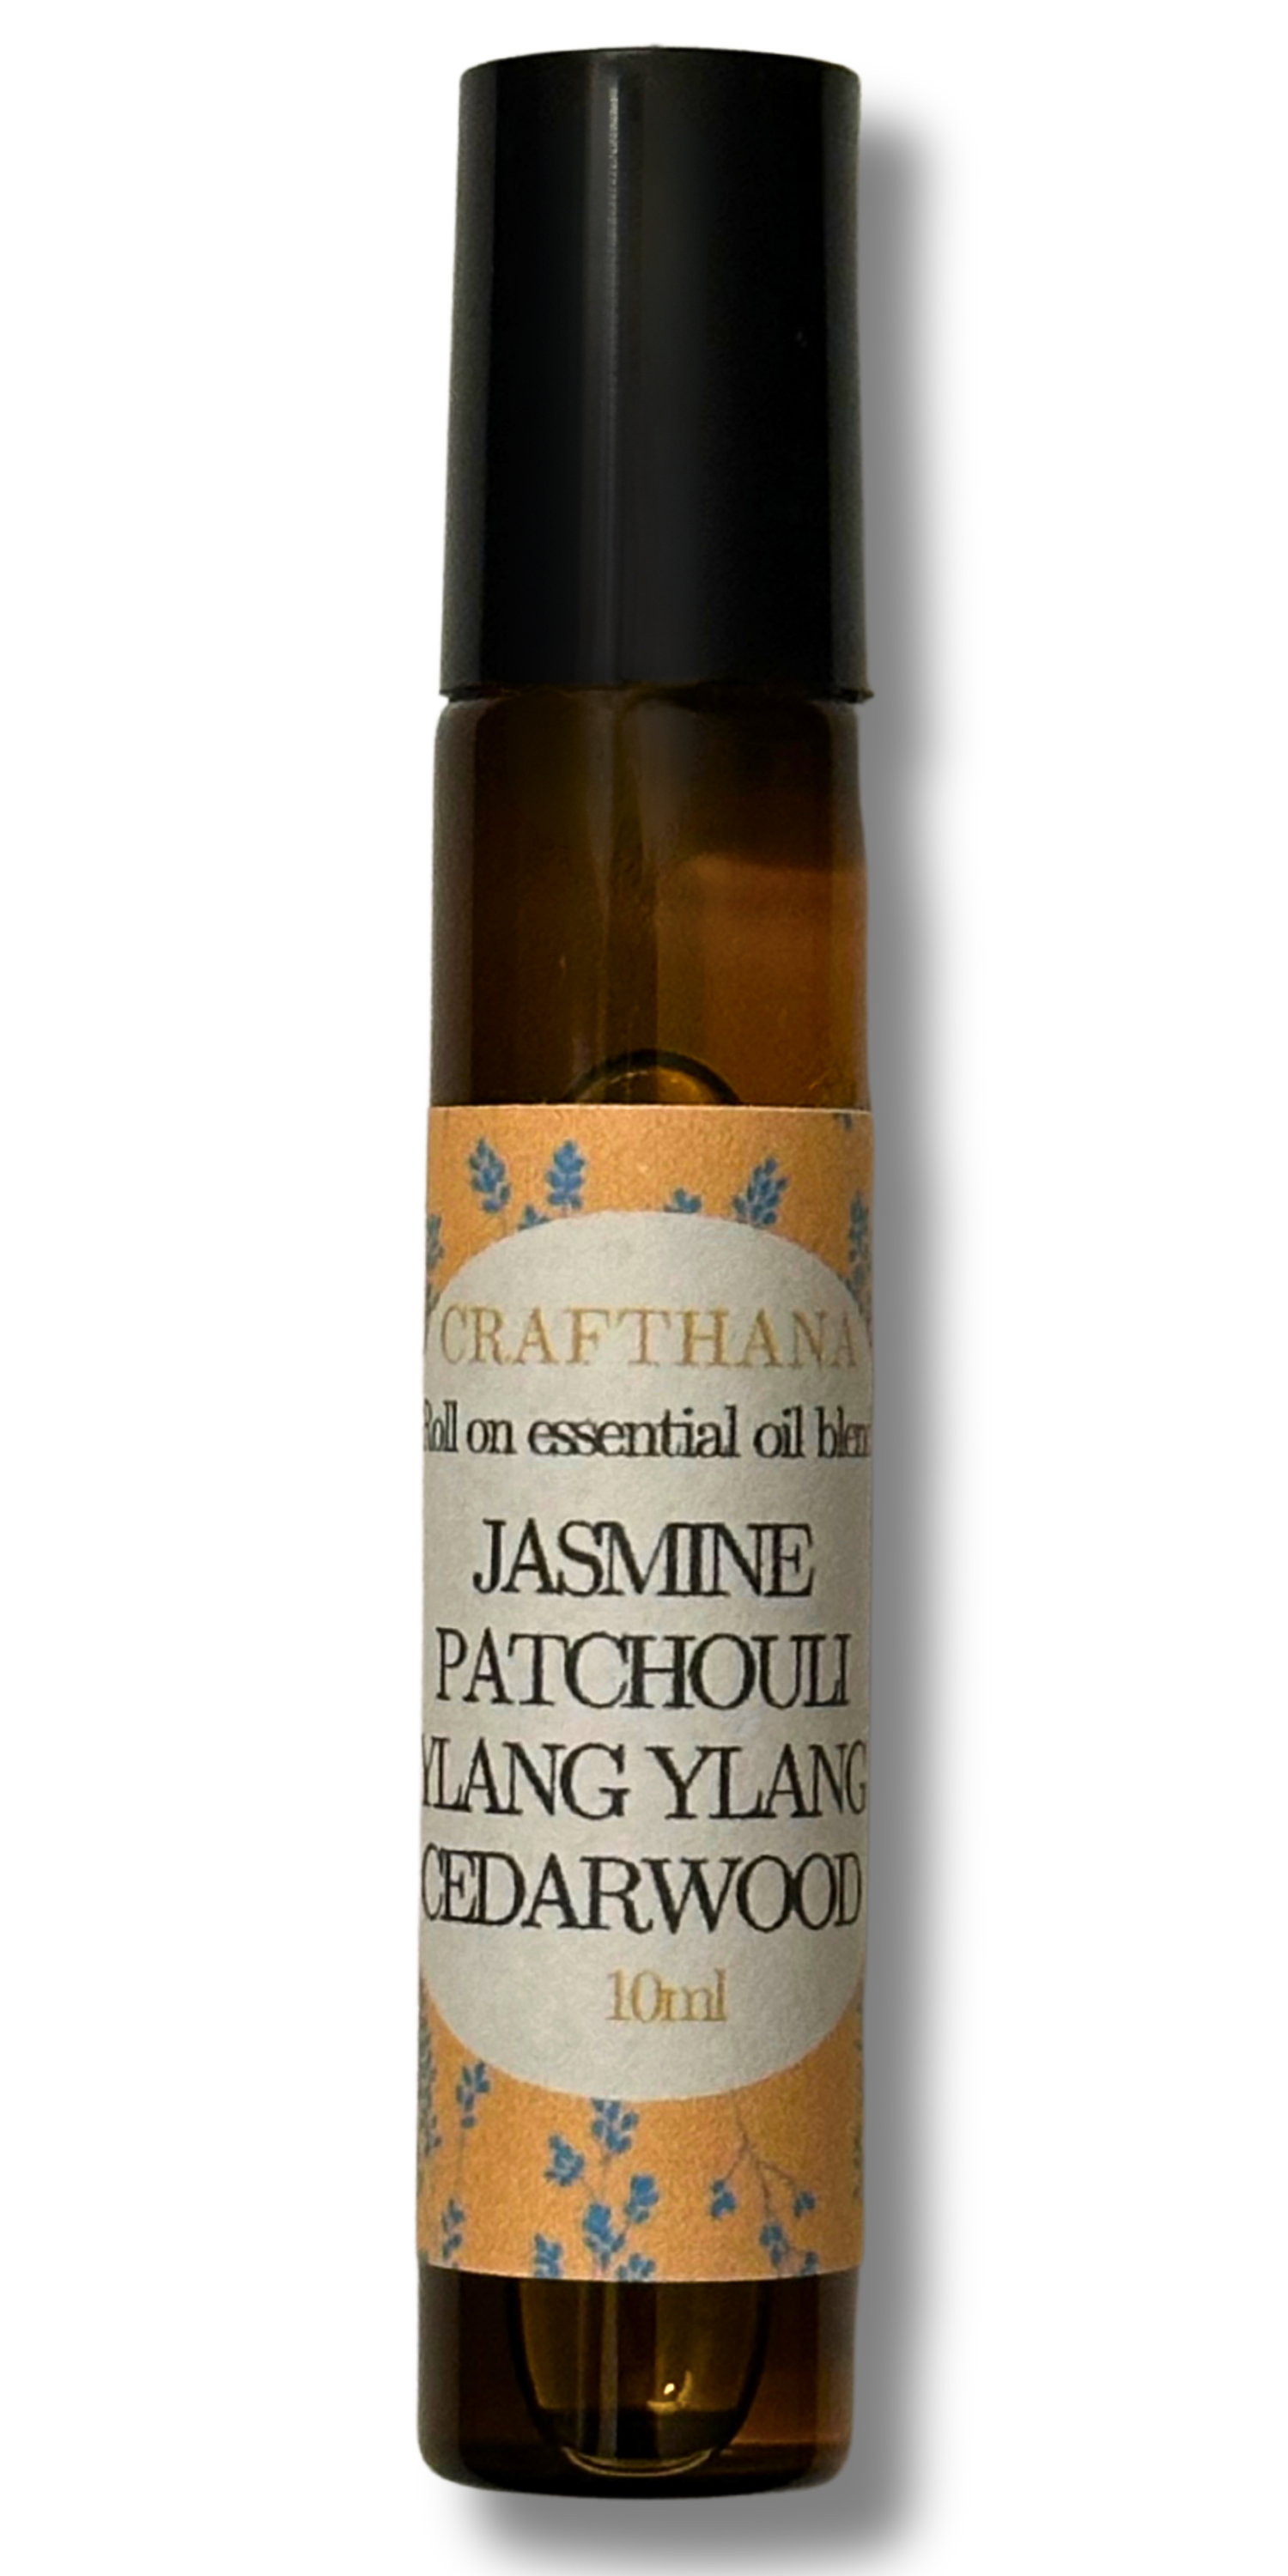 CRAFTHANA
Roll on essential oil blend
JASMINE
PATCHOULI
YLANG YLANG
CEDARWOOD
10ml